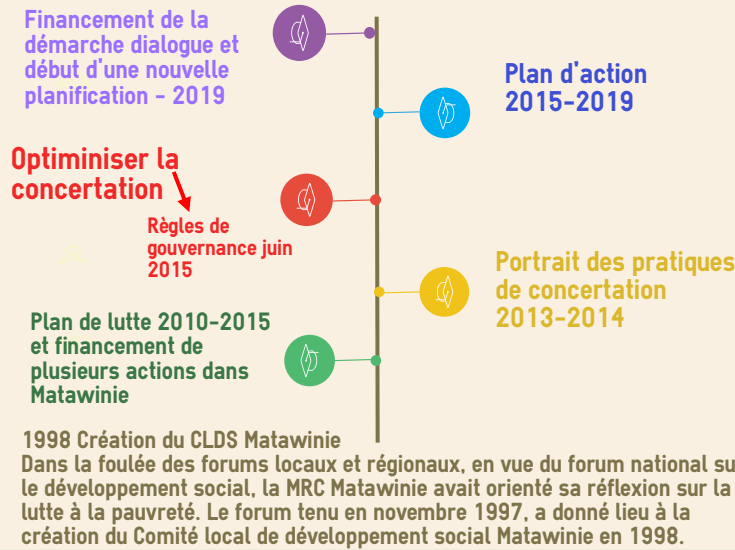 Financement de la
démarche dialogue et
début d'une nouvelle
planification - 2019
Plan d'action
2015-2019
Optiminiser la
concertation
Règles de
gouvernance juin
2015
Portrait des pratiques
de concertation
2013-2014
Plan de lutte 2010-2015
et financement de
plusieurs actions dans
Matawinie
1998 Création du CLDS Matawinie
Dans la foulée des forums locaux et régionaux, en vue du forum national su
le développement social, la MRC Matawinie avait orienté sa réflexion sur la
lutte à la pauvreté. Le forum tenu en novembre 1997, a donné lieu à la
création du Comité local de développement social Matawinie en 1998.